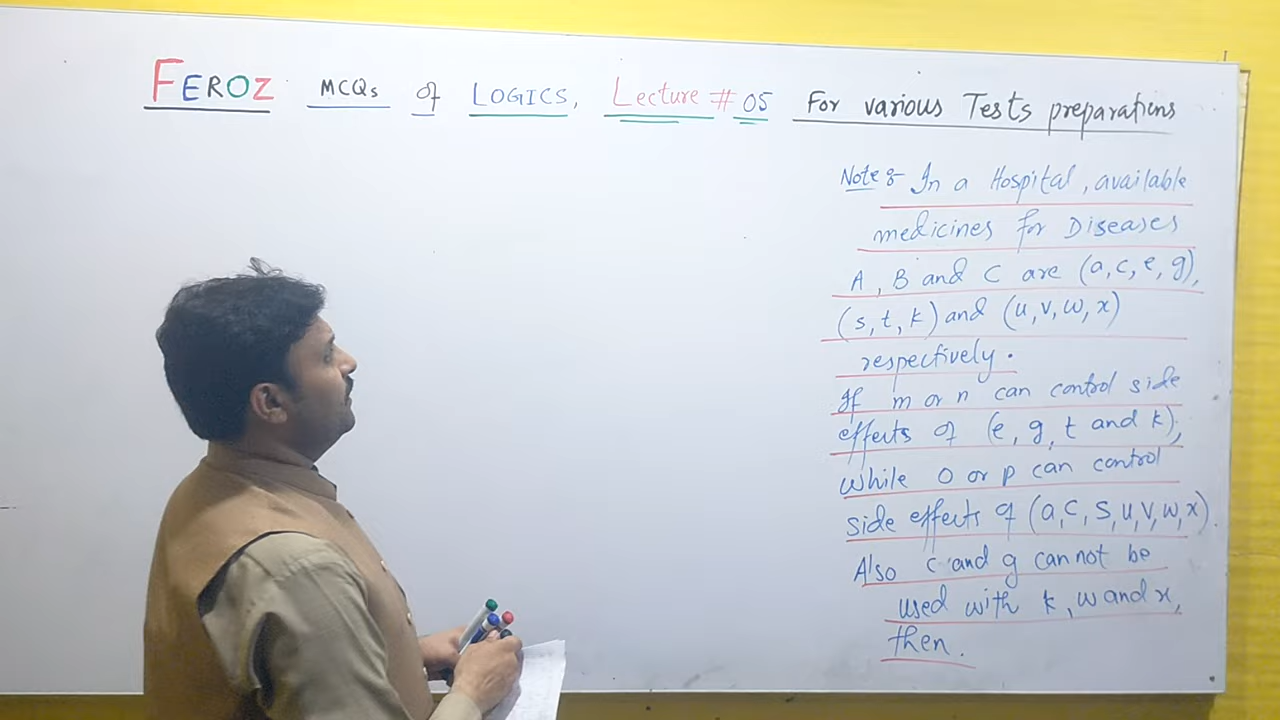 FEROZ MCQs of LOGICS, Lecture # 05 For various Tests preparations
Note :- In a Hospital, available
medicines for Diseases
A, B and C are (a, c, e, g),
(s, t, k) and (u, v, w, x)
respectively.
If m or n can control side
effects of (e, g, t and k),
while o or p can control
side effects of (a, c, s, u, v, w, x).
Also c and g cannot be
used with k, w and x,
then.